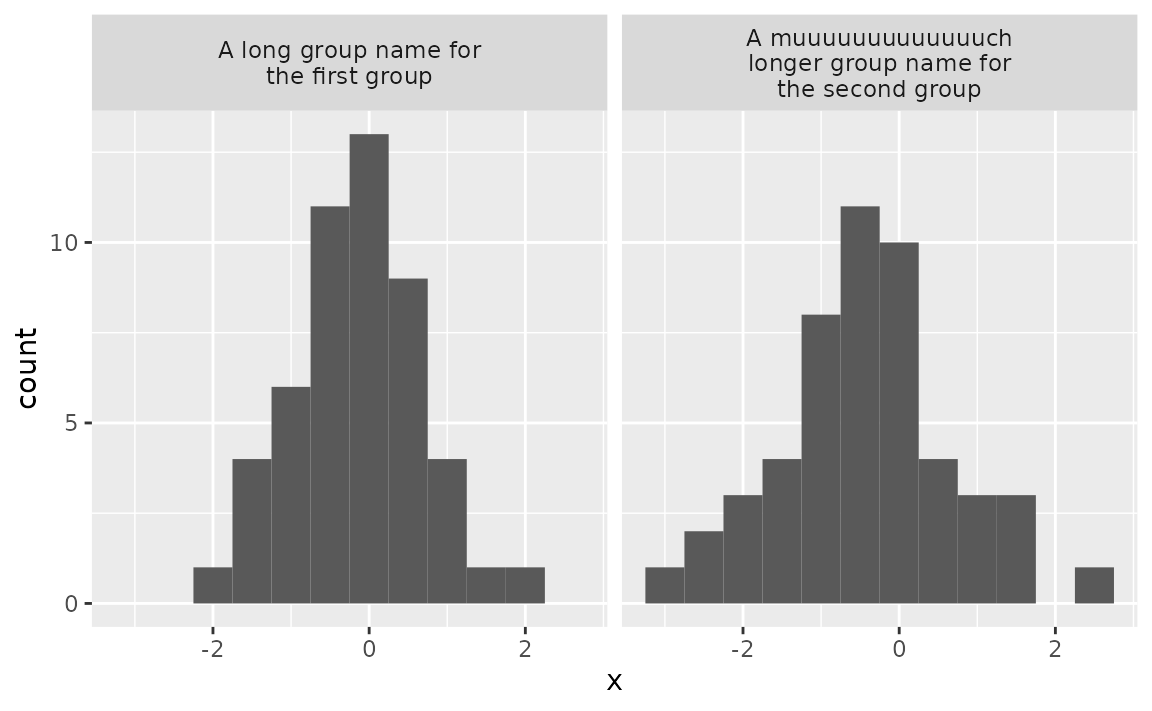 A long group name for
the first group
A muuuuuuuuuuuuuch
longer group name for
the second group
count
10
5
0
-2
0
2
-2
0
2
x